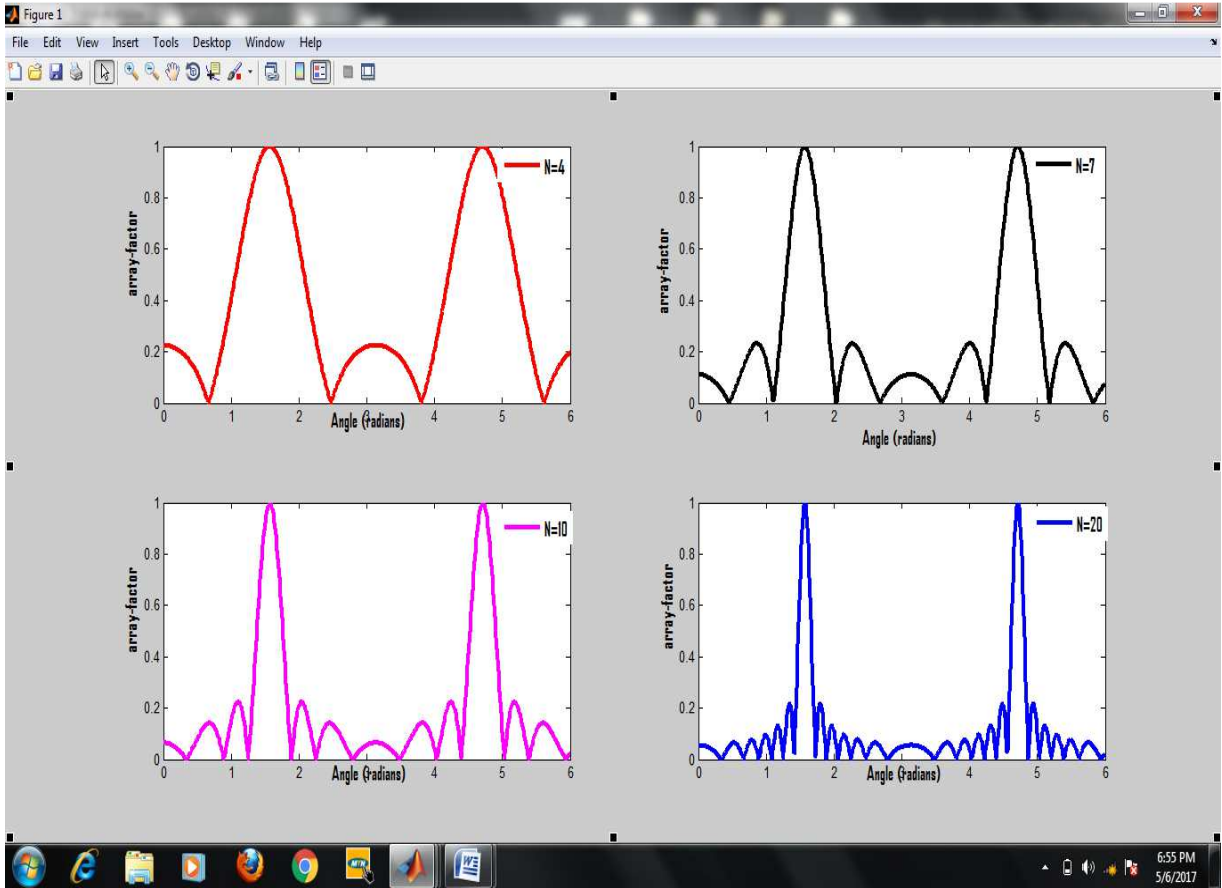 Figure 1
File Edit View Insert Tools Desktop Window Help
1
0.8
0.6
0.4
0.2
0
array-factor
N=4
0 1 2 3 4 5 6
Angle (radians)
1
0.8
0.6
0.4
0.2
0
array-factor
N=7
0 1 2 3 4 5 6
Angle (radians)
1
0.8
0.6
0.4
0.2
0
array-factor
N=10
0 1 2 3 4 5 6
Angle (radians)
1
0.8
0.6
0.4
0.2
0
array-factor
N=20
0 1 2 3 4 5 6
Angle (radians)
MTN
6:55 PM
5/6/2017